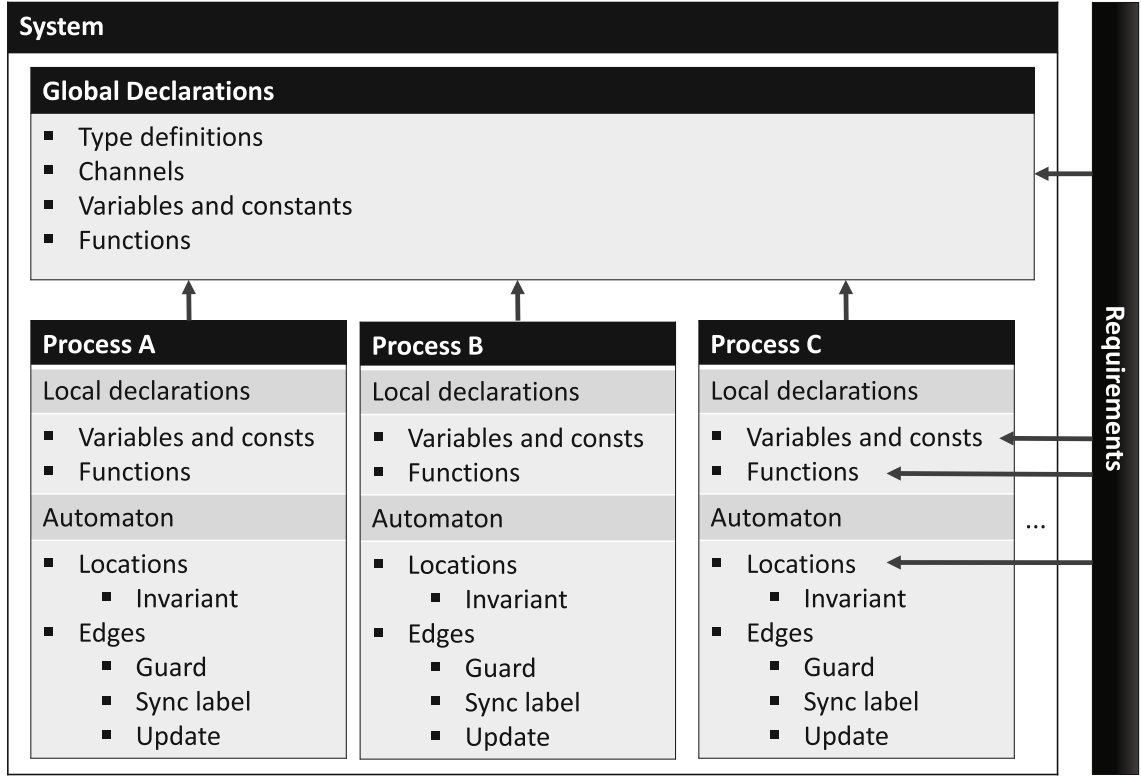 System
Global Declarations
▪ Type definitions
▪ Channels
▪ Variables and constants
▪ Functions
Process A
Local declarations
▪ Variables and consts
▪ Functions
Automaton
▪ Locations
▪ Invariant
▪ Edges
▪ Guard
▪ Sync label
▪ Update
Process B
Local declarations
▪ Variables and consts
▪ Functions
Automaton
▪ Locations
▪ Invariant
▪ Edges
▪ Guard
▪ Sync label
▪ Update
Process C
Local declarations
▪ Variables and consts
▪ Functions
Automaton
▪ Locations
▪ Invariant
▪ Edges
▪ Guard
▪ Sync label
▪ Update
...
Requirements